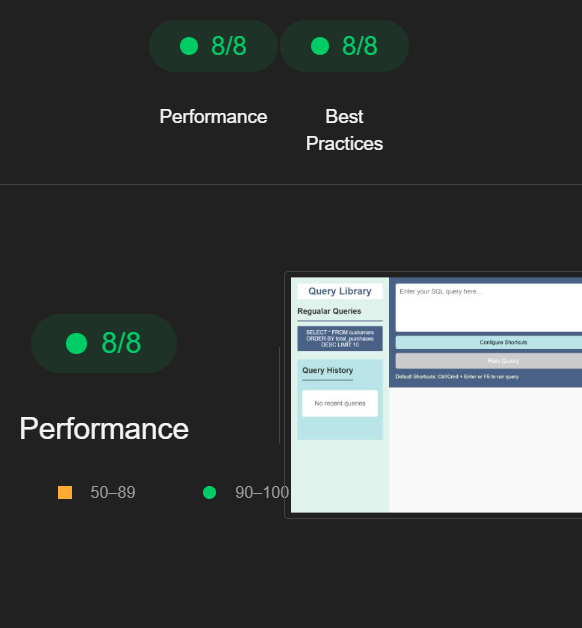 8/8
8/8
Performance
Best
Practices
8/8
Performance
50–89
90–100
Query Library
Regualar Queries
SELECT * FROM customers
ORDER BY total_purchases
DESC LIMIT 10
Query History
No recent queries
Enter your SQL query here...
Configure Shortcuts
Run Query
Default Shortcuts: Ctrl/Cmd + Enter or F5 to run query